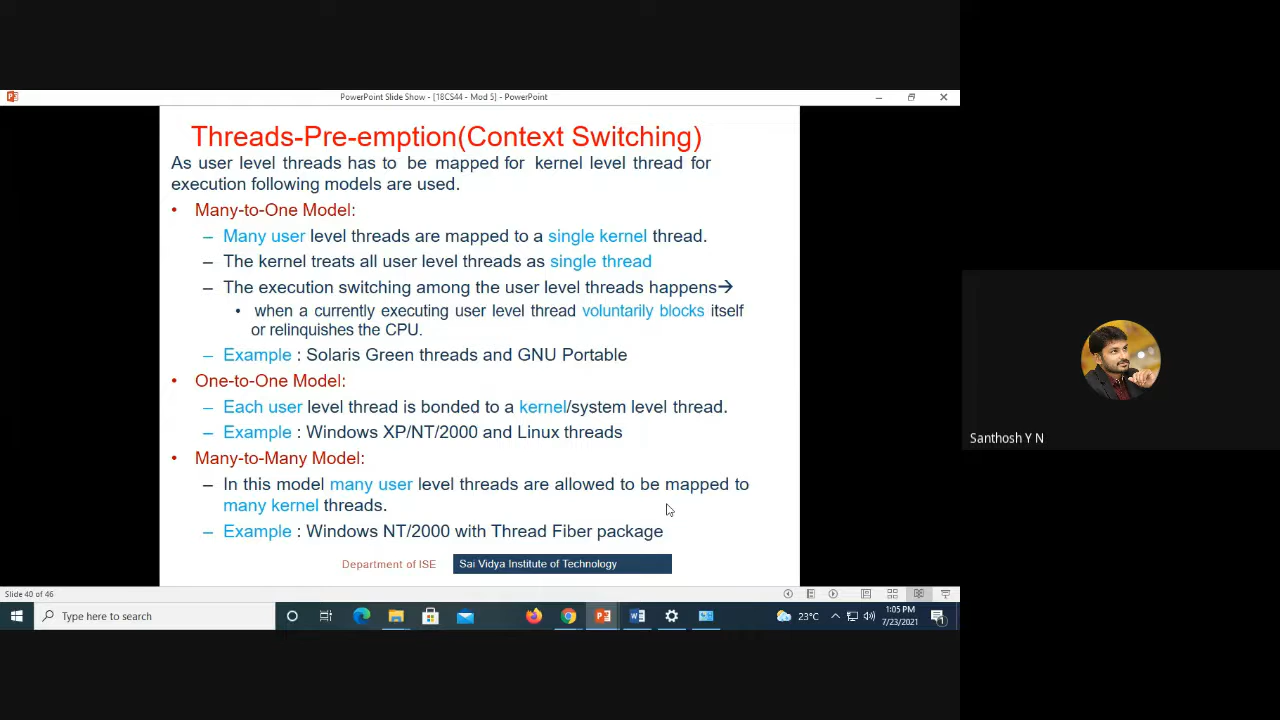 PowerPoint Slide Show - [18CS44 - Mod 5] - PowerPoint
Threads-Pre-emption(Context Switching)
As user level threads has to be mapped for kernel level thread for
execution following models are used.
• Many-to-One Model:
– Many user level threads are mapped to a single kernel thread.
– The kernel treats all user level threads as single thread
– The execution switching among the user level threads happens→
• when a currently executing user level thread voluntarily blocks itself
or relinquishes the CPU.
– Example : Solaris Green threads and GNU Portable
• One-to-One Model:
– Each user level thread is bonded to a kernel/system level thread.
– Example : Windows XP/NT/2000 and Linux threads
• Many-to-Many Model:
– In this model many user level threads are allowed to be mapped to
many kernel threads.
– Example : Windows NT/2000 with Thread Fiber package
Department of ISE Sai Vidya Institute of Technology
Slide 40 of 46
Type here to search
23°C
1:05 PM
7/23/2021
1
Santhosh Y N